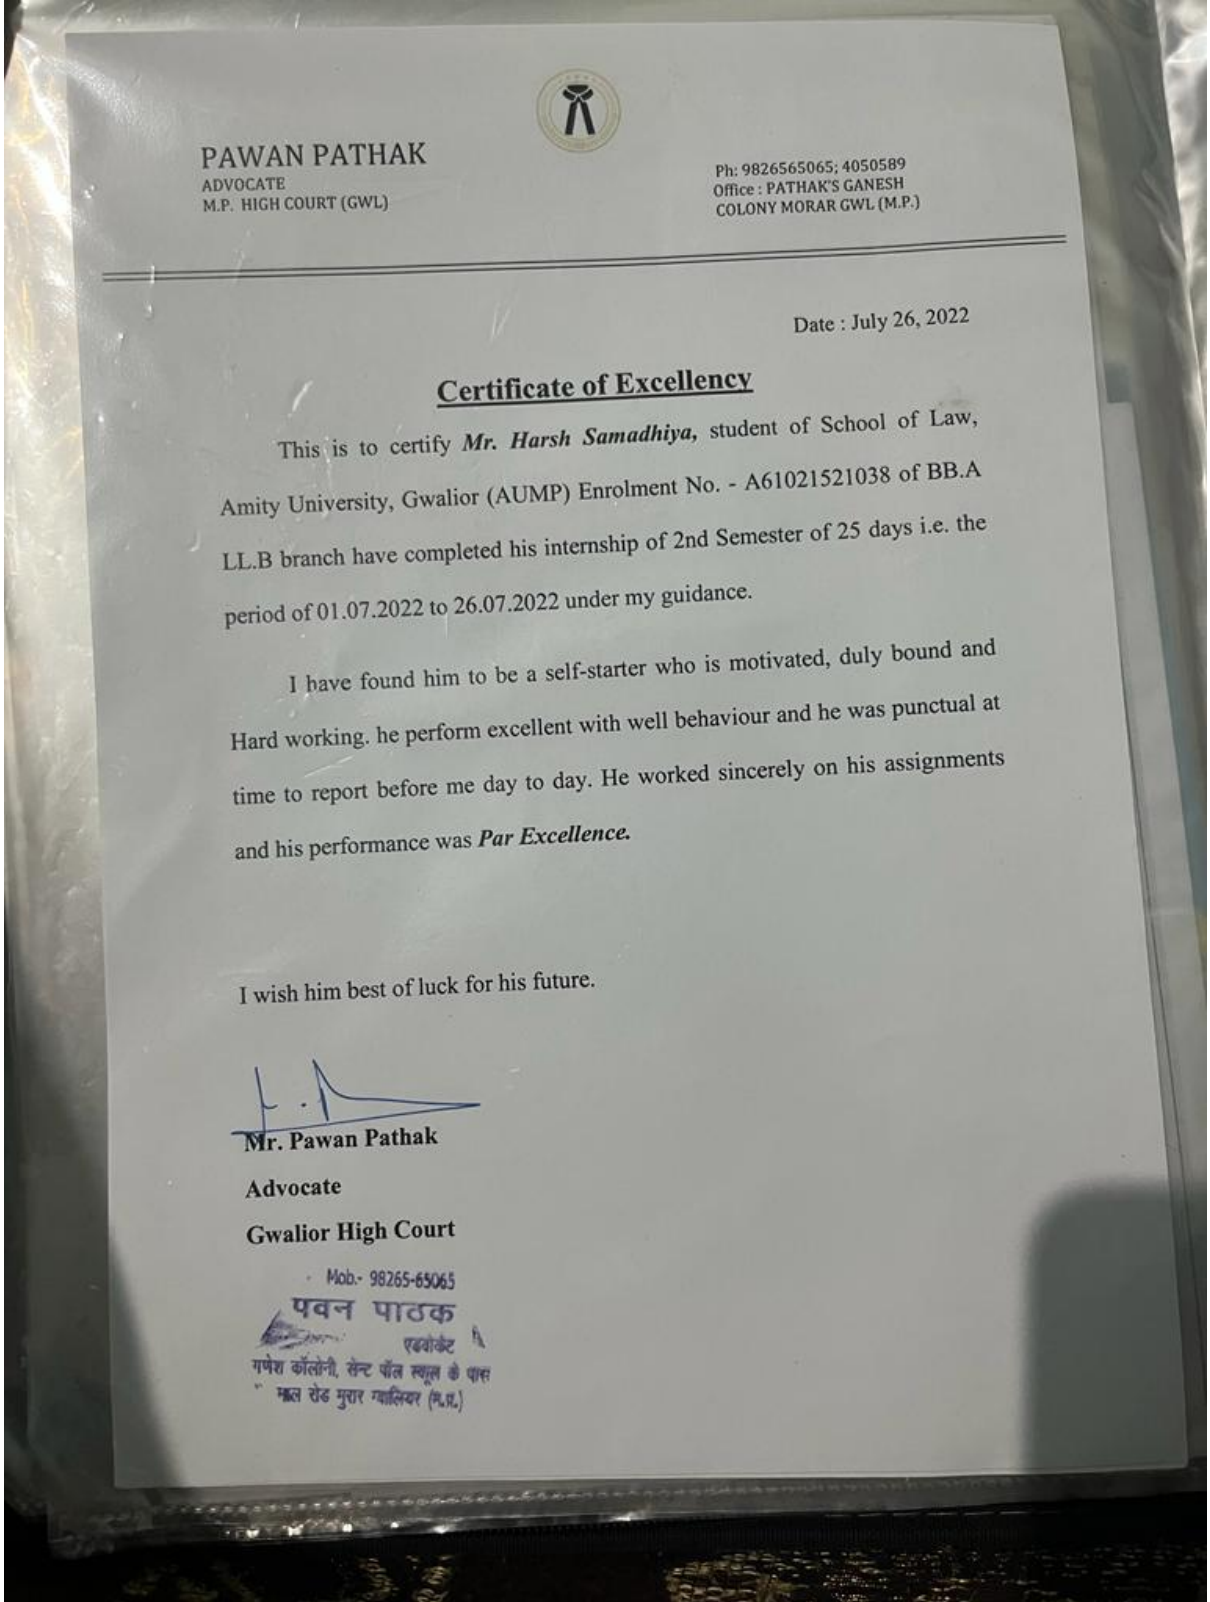 PAWAN PATHAK
ADVOCATE
M.P. HIGH COURT (GWL)
Ph: 9826565065; 4050589
Office : PATHAK'S GANESH
COLONY MORAR GWL (M.P.)
Date : July 26, 2022
Certificate of Excellency
This is to certify Mr. Harsh Samadhiya, student of School of Law,
Amity University, Gwalior (AUMP) Enrolment No. - A61021521038 of BB.A
LL.B branch have completed his internship of 2nd Semester of 25 days i.e. the
period of 01.07.2022 to 26.07.2022 under my guidance.
I have found him to be a self-starter who is motivated, duly bound and
Hard working. he perform excellent with well behaviour and he was punctual at
time to report before me day to day. He worked sincerely on his assignments
and his performance was Par Excellence.
I wish him best of luck for his future.
Mr. Pawan Pathak
Advocate
Gwalior High Court
Mob.- 98265-65065
पवन पाठक
एडवोकेट
गणेश कॉलोनी, सेन्ट पॉल स्कूल के पास
माल रोड मुरार ग्वालियर (म.प्र.)